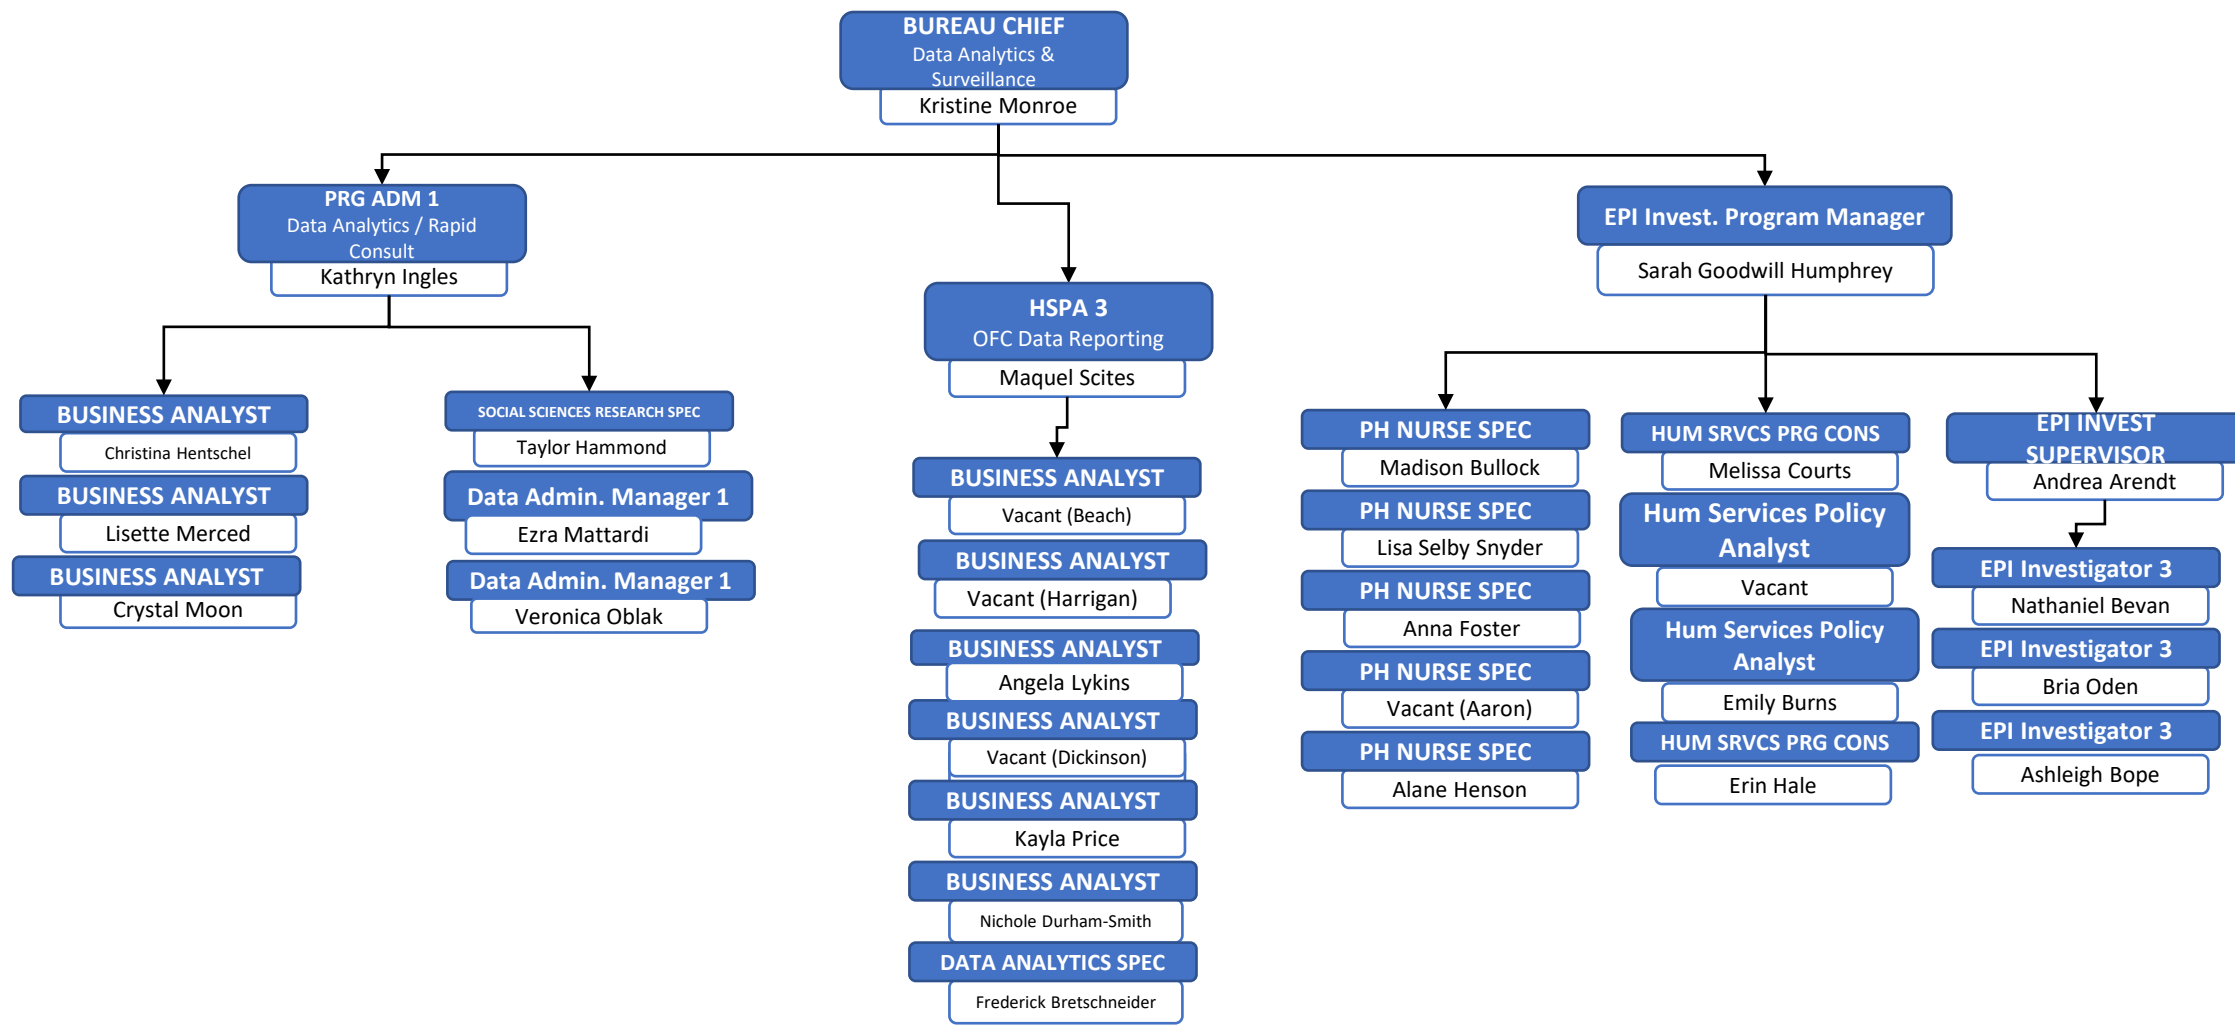 BUREAU CHIEF
Data Analytics &
Surveillance
Kristine Monroe
PRG ADM 1
Data Analytics / Rapid
Consult
Kathryn Ingles
BUSINESS ANALYST
Christina Hentschel
BUSINESS ANALYST
Lisette Merced
BUSINESS ANALYST
Crystal Moon
SOCIAL SCIENCES RESEARCH SPEC
Taylor Hammond
Data Admin. Manager 1
Ezra Mattardi
Data Admin. Manager 1
Veronica Oblak
HSPA 3
OFC Data Reporting
Maquel Scites
BUSINESS ANALYST
Vacant (Beach)
BUSINESS ANALYST
Vacant (Harrigan)
BUSINESS ANALYST
Angela Lykins
BUSINESS ANALYST
Vacant (Dickinson)
BUSINESS ANALYST
Kayla Price
BUSINESS ANALYST
Nichole Durham-Smith
DATA ANALYTICS SPEC
Frederick Bretschneider
EPI Invest. Program Manager
Sarah Goodwill Humphrey
PH NURSE SPEC
Madison Bullock
PH NURSE SPEC
Lisa Selby Snyder
PH NURSE SPEC
Anna Foster
PH NURSE SPEC
Vacant (Aaron)
PH NURSE SPEC
Alane Henson
HUM SRVCS PRG CONS
Melissa Courts
Hum Services Policy
Analyst
Vacant
Hum Services Policy
Analyst
Emily Burns
HUM SRVCS PRG CONS
Erin Hale
EPI INVEST
SUPERVISOR
Andrea Arendt
EPI Investigator 3
Nathaniel Bevan
EPI Investigator 3
Bria Oden
EPI Investigator 3
Ashleigh Bope